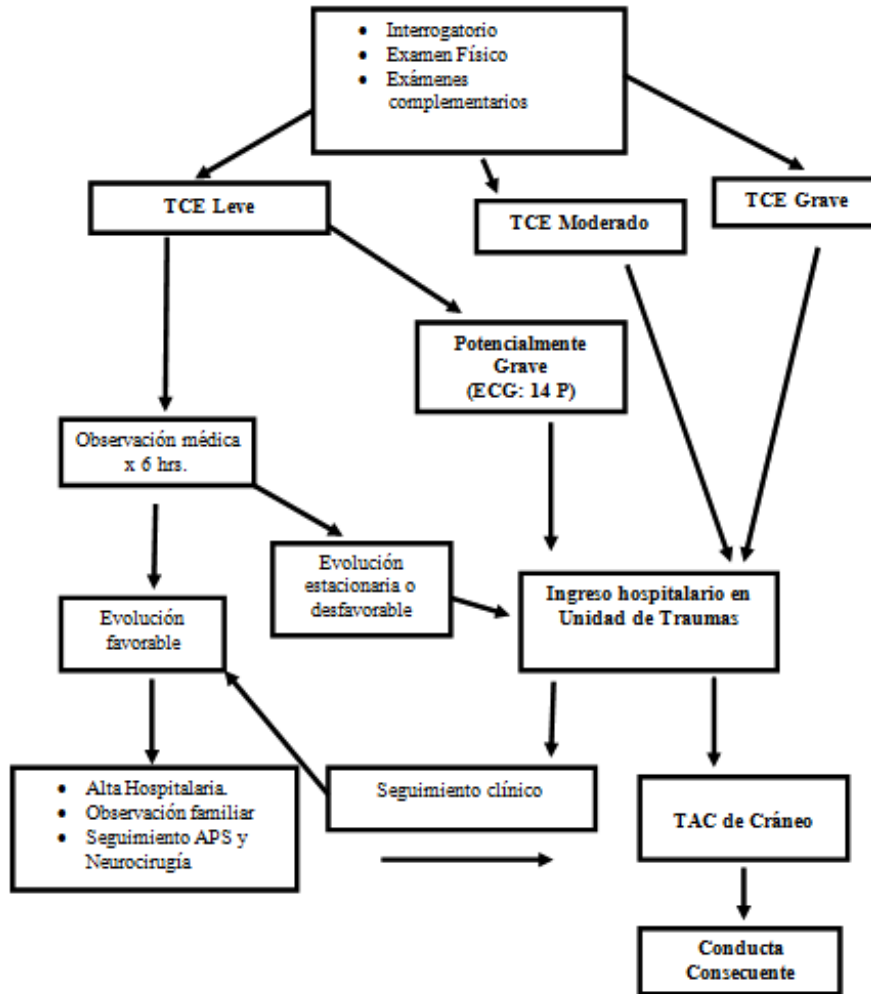 • Interrogatorio
• Examen Físico
• Exámenes
complementarios
TCE Leve
TCE Moderado
TCE Grave
Potencialmente
Grave
(ECG: 14 P)
Observación médica
x 6 hrs.
Evolución
estacionaria o
desfavorable
Ingreso hospitalario en
Unidad de Traumas
Evolución
favorable
• Alta Hospitalaria.
• Observación familiar
• Seguimiento APS y
Neurocirugía
Seguimiento clínico
TAC de Cráneo
Conducta
Consecuente